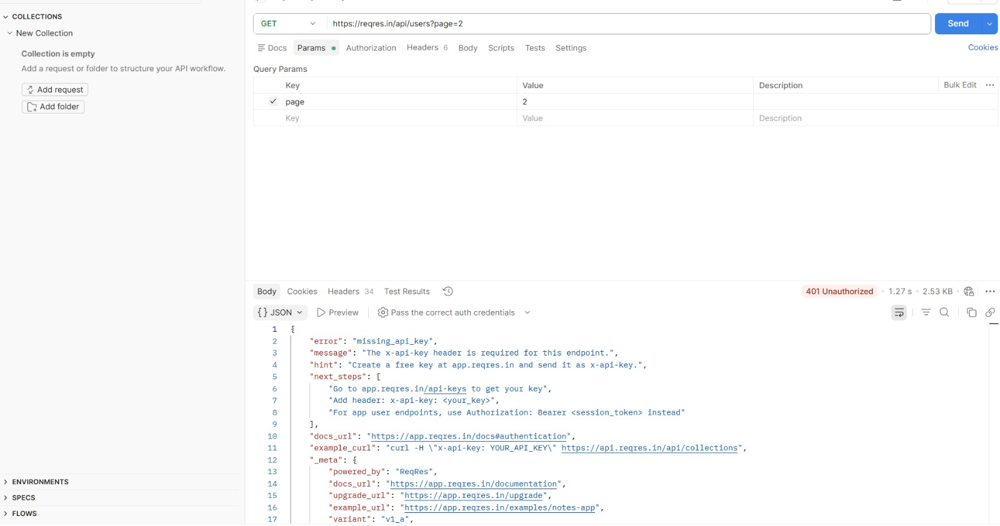 COLLECTIONS
New Collection
Collection is empty
Add a request or folder to structure your API workflow.
Add request
Add folder
ENVIRONMENTS
SPECS
FLOWS
GET https://reqres.in/api/users?page=2 Send
Docs Params Authorization Headers 6 Body Scripts Tests Settings Cookies
Query Params
Key Value Description Bulk Edit
page 2
Key Value Description
Body Cookies Headers 34 Test Results 401 Unauthorized 1.27 s 2.53 KB
{} JSON Preview Pass the correct auth credentials
1 {
2 "error": "missing_api_key",
3 "message": "The x-api-key header is required for this endpoint.",
4 "hint": "Create a free key at app.reqres.in and send it as x-api-key.",
5 "next_steps": [
6 "Go to app.reqres.in/api-keys to get your key",
7 "Add header: x-api-key: <your_key>",
8 "For app user endpoints, use Authorization: Bearer <session_token> instead"
9 ],
10 "docs_url": "https://app.reqres.in/docs#authentication",
11 "example_curl": "curl -H \"x-api-key: YOUR_API_KEY\" https://api.reqres.in/api/collections",
12 "_meta": {
13 "powered_by": "ReqRes",
14 "docs_url": "https://app.reqres.in/documentation",
15 "upgrade_url": "https://app.reqres.in/upgrade",
16 "example_url": "https://app.reqres.in/examples/notes-app",
17 "variant": "v1_a",